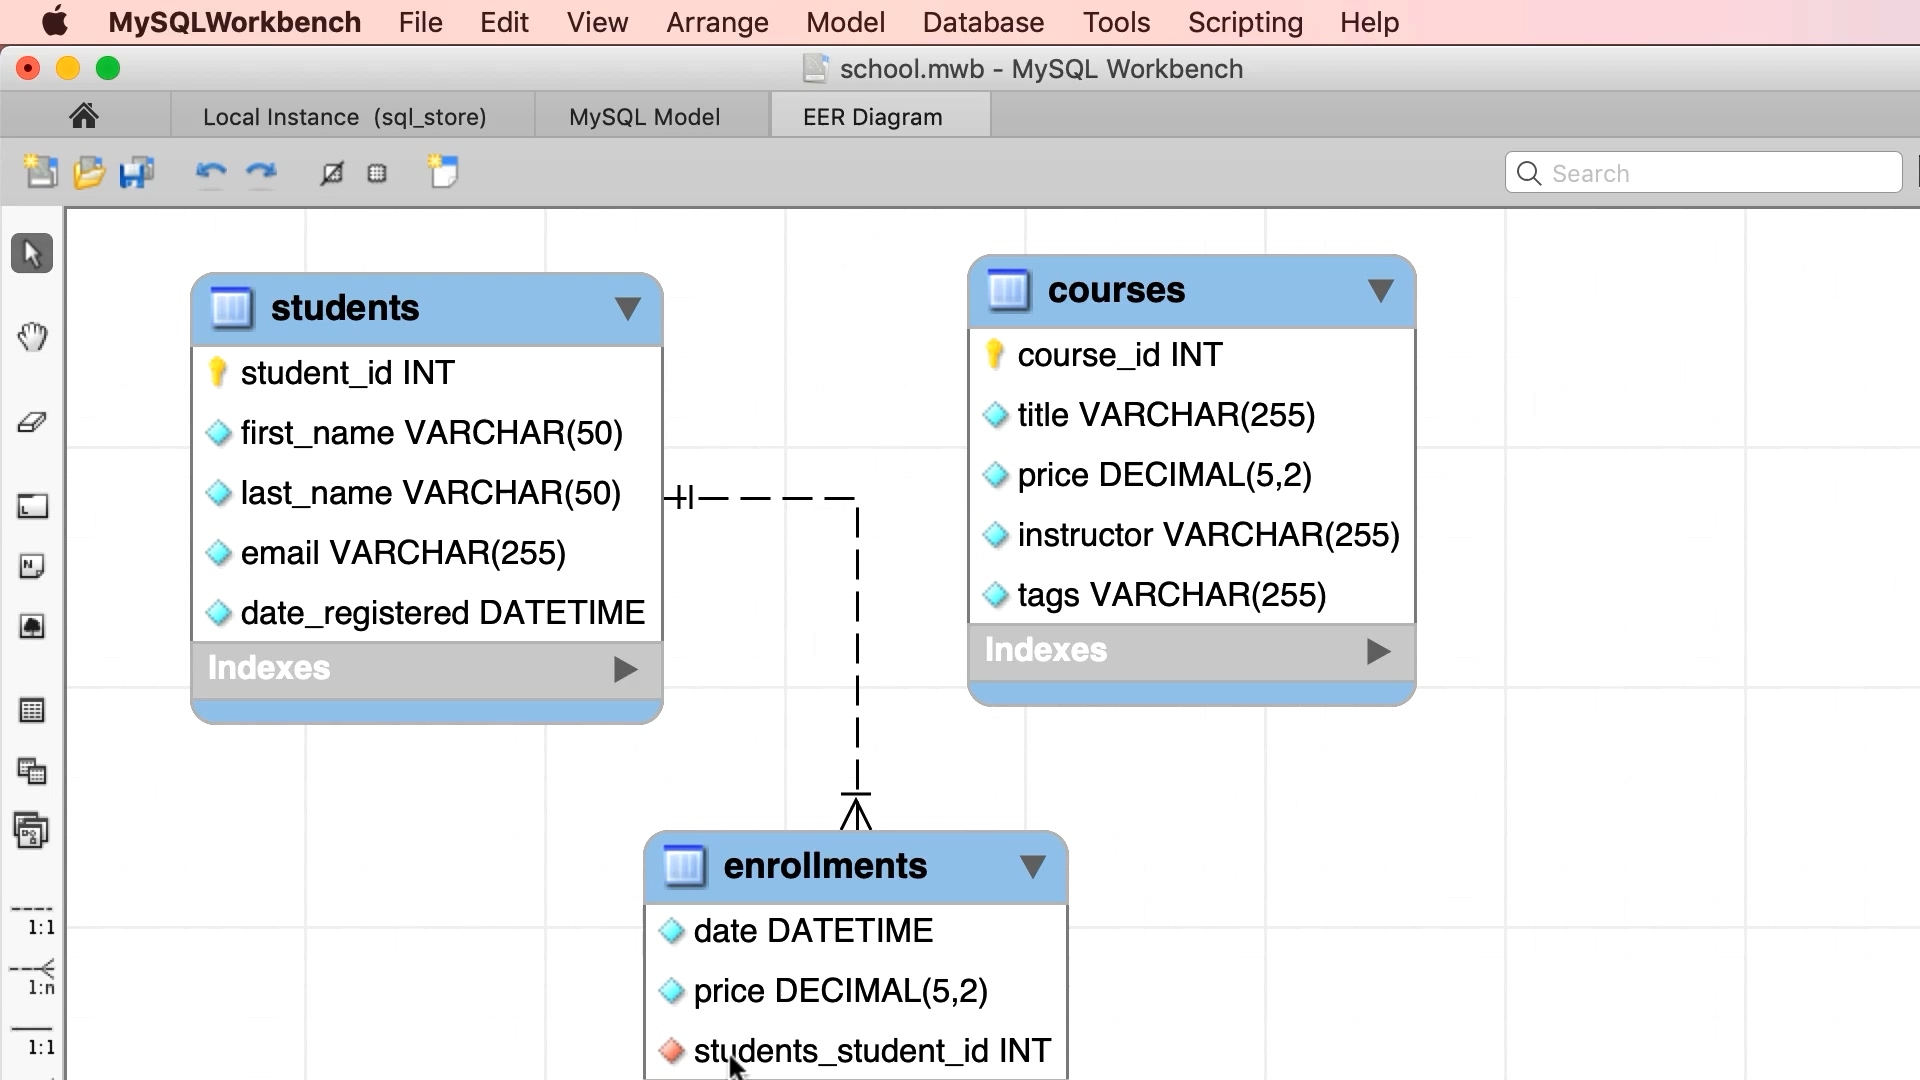 MySQLWorkbench File Edit View Arrange Model Database Tools Scripting Help
school.mwb - MySQL Workbench
Local Instance (sql_store) MySQL Model EER Diagram
Search
students
student_id INT
first_name VARCHAR(50)
last_name VARCHAR(50)
email VARCHAR(255)
date_registered DATETIME
Indexes
courses
course_id INT
title VARCHAR(255)
price DECIMAL(5,2)
instructor VARCHAR(255)
tags VARCHAR(255)
Indexes
enrollments
date DATETIME
price DECIMAL(5,2)
students_student_id INT
1:1
1:n
1:1